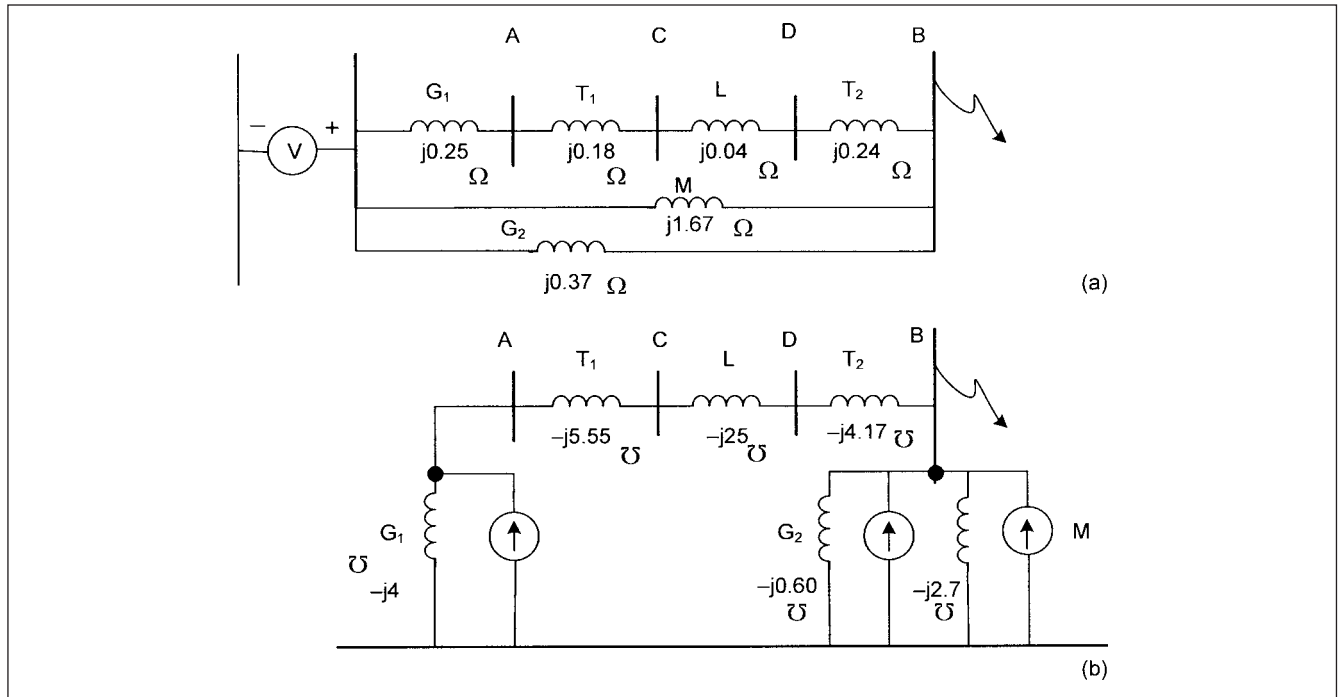 A C D B
G₁ T₁ L T₂
− V +
j0.25 Ω j0.18 Ω j0.04 Ω j0.24 Ω
M
j1.67 Ω
G₂
j0.37 Ω
(a)
A C D B
T₁ L T₂
−j5.55 ℧ −j25 ℧ −j4.17 ℧
G₁ G₂ M
℧ −j4 −j0.60 ℧ −j2.7 ℧
(b)